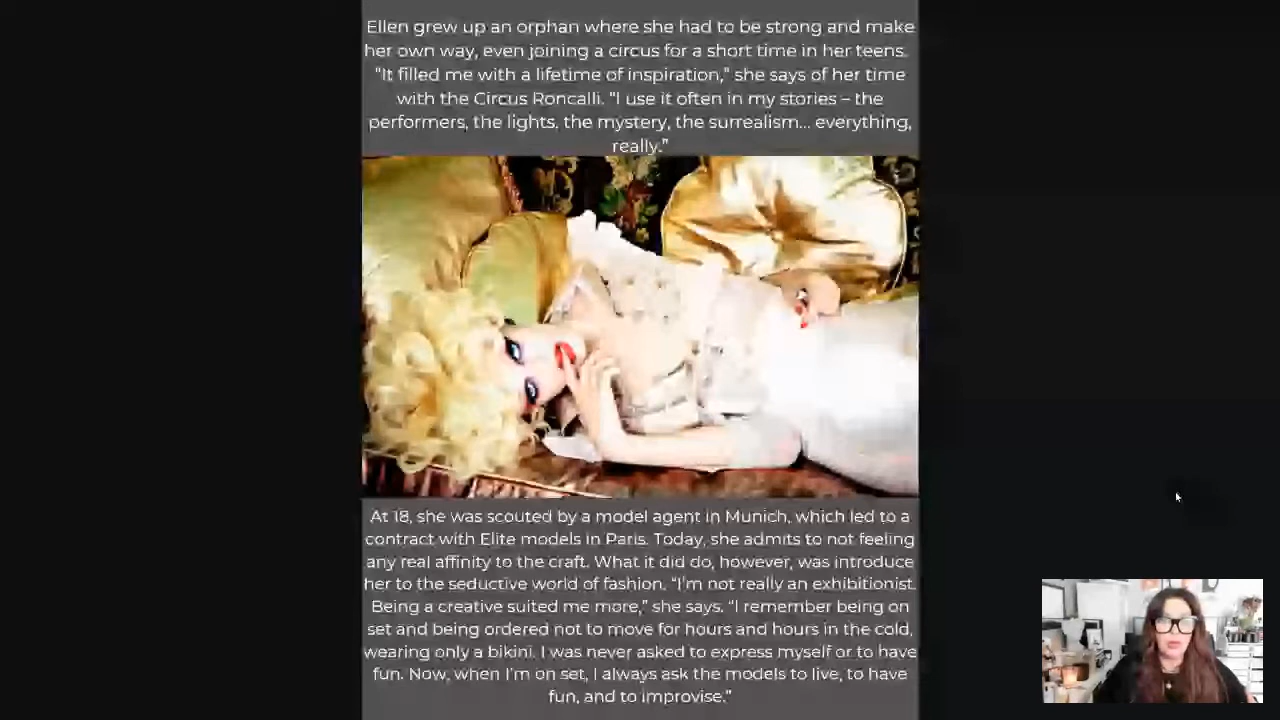 Ellen grew up an orphan where she had to be strong and make
her own way, even joining a circus for a short time in her teens.
"It filled me with a lifetime of inspiration," she says of her time
with the Circus Roncalli. "I use it often in my stories – the
performers, the lights, the mystery, the surrealism... everything,
really."
At 18, she was scouted by a model agent in Munich, which led to a
contract with Elite models in Paris. Today, she admits to not feeling
any real affinity to the craft. What it did do, however, was introduce
her to the seductive world of fashion. "I'm not really an exhibitionist.
Being a creative suited me more," she says. "I remember being on
set and being ordered not to move for hours and hours in the cold,
wearing only a bikini. I was never asked to express myself or to have
fun. Now, when I'm on set, I always ask the models to live, to have
fun, and to improvise."